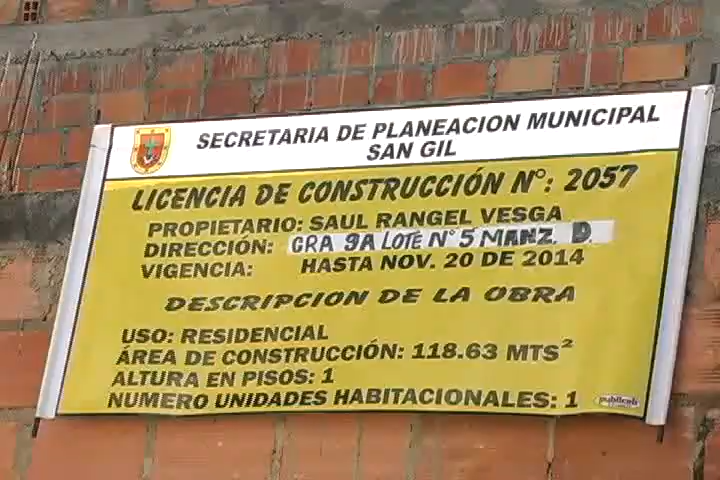 SECRETARIA DE PLANEACION MUNICIPAL
SAN GIL
LICENCIA DE CONSTRUCCIÓN N°: 2057
PROPIETARIO: SAUL RANGEL VESGA
DIRECCIÓN: CRA 9A LOTE N° 5 MANZ. D.
VIGENCIA: HASTA NOV. 20 DE 2014
DESCRIPCION DE LA OBRA
USO: RESIDENCIAL
ÁREA DE CONSTRUCCIÓN: 118.63 MTS²
ALTURA EN PISOS: 1
NUMERO UNIDADES HABITACIONALES: 1